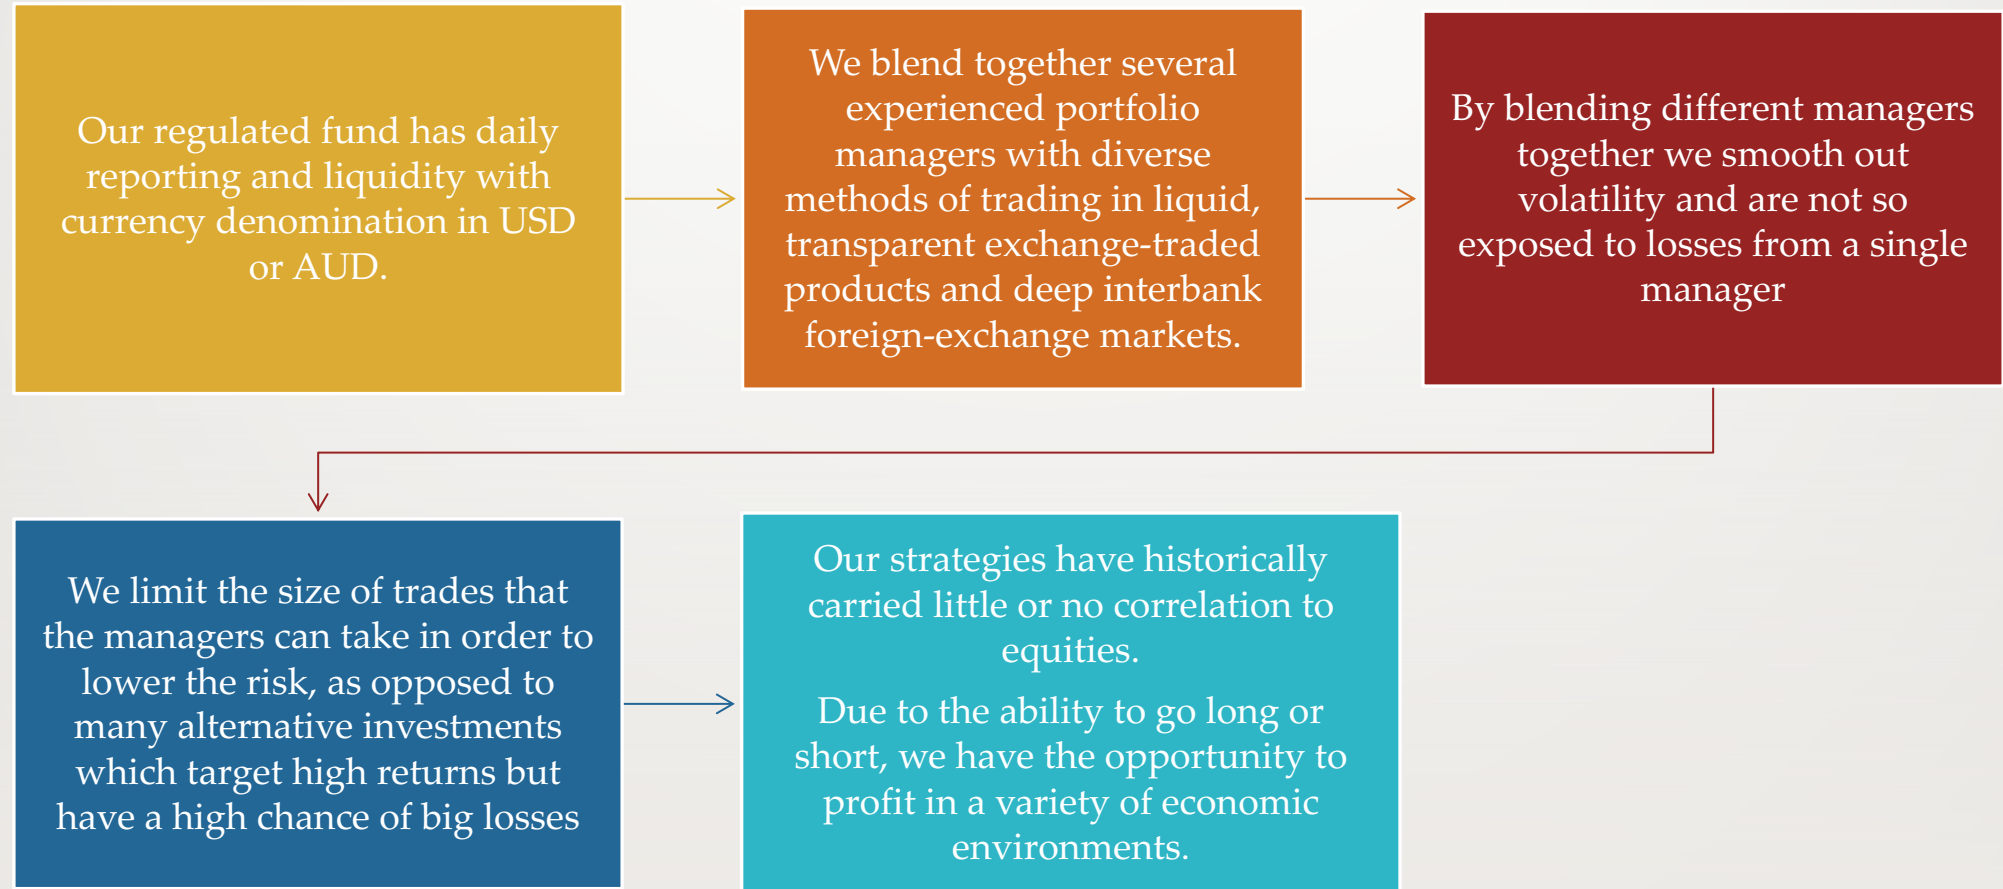 Our regulated fund has daily
reporting and liquidity with
currency denomination in USD
or AUD.
We blend together several
experienced portfolio
managers with diverse
methods of trading in liquid,
transparent exchange-traded
products and deep interbank
foreign-exchange markets.
By blending different managers
together we smooth out
volatility and are not so
exposed to losses from a single
manager
We limit the size of trades that
the managers can take in order to
lower the risk, as opposed to
many alternative investments
which target high returns but
have a high chance of big losses
Our strategies have historically
carried little or no correlation to
equities.
Due to the ability to go long or
short, we have the opportunity to
profit in a variety of economic
environments.